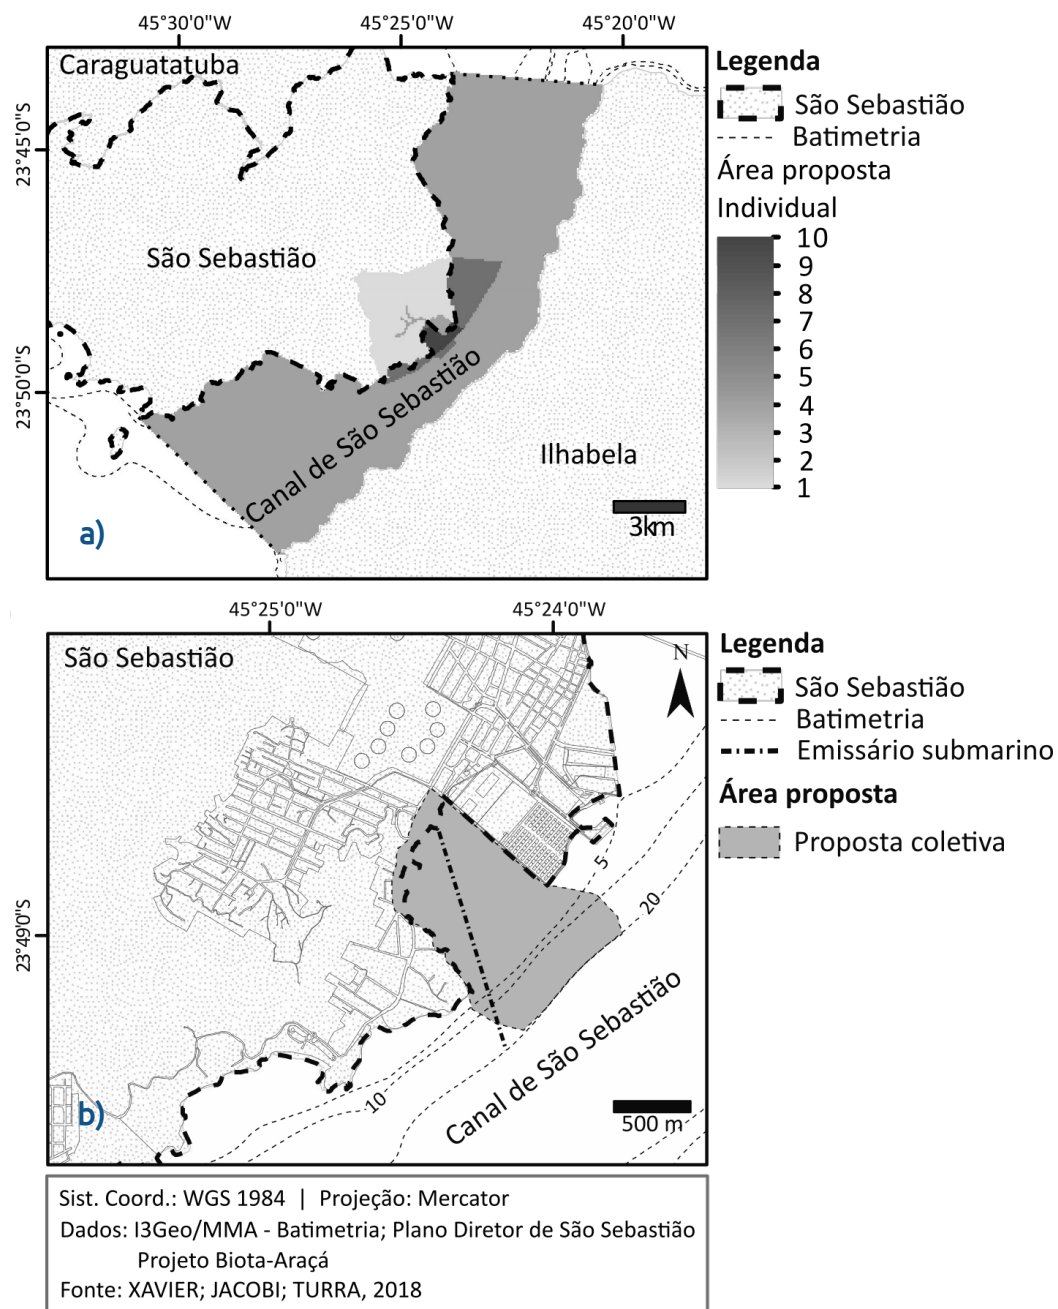 45°30'0"W 45°25'0"W 45°20'0"W
Caraguatatuba
23°45'0"S
São Sebastião
23°50'0"S
Canal de São Sebastião
Ilhabela
3km
a)
Legenda
São Sebastião
Batimetria
Área proposta
Individual
10
9
8
7
6
5
4
3
2
1
45°25'0"W 45°24'0"W
São Sebastião
N
5
20
23°49'0"S
10
Canal de São Sebastião
500 m
b)
Legenda
São Sebastião
Batimetria
Emissário submarino
Área proposta
Proposta coletiva
Sist. Coord.: WGS 1984 | Projeção: Mercator
Dados: I3Geo/MMA - Batimetria; Plano Diretor de São Sebastião
Projeto Biota-Araçá
Fonte: XAVIER; JACOBI; TURRA, 2018